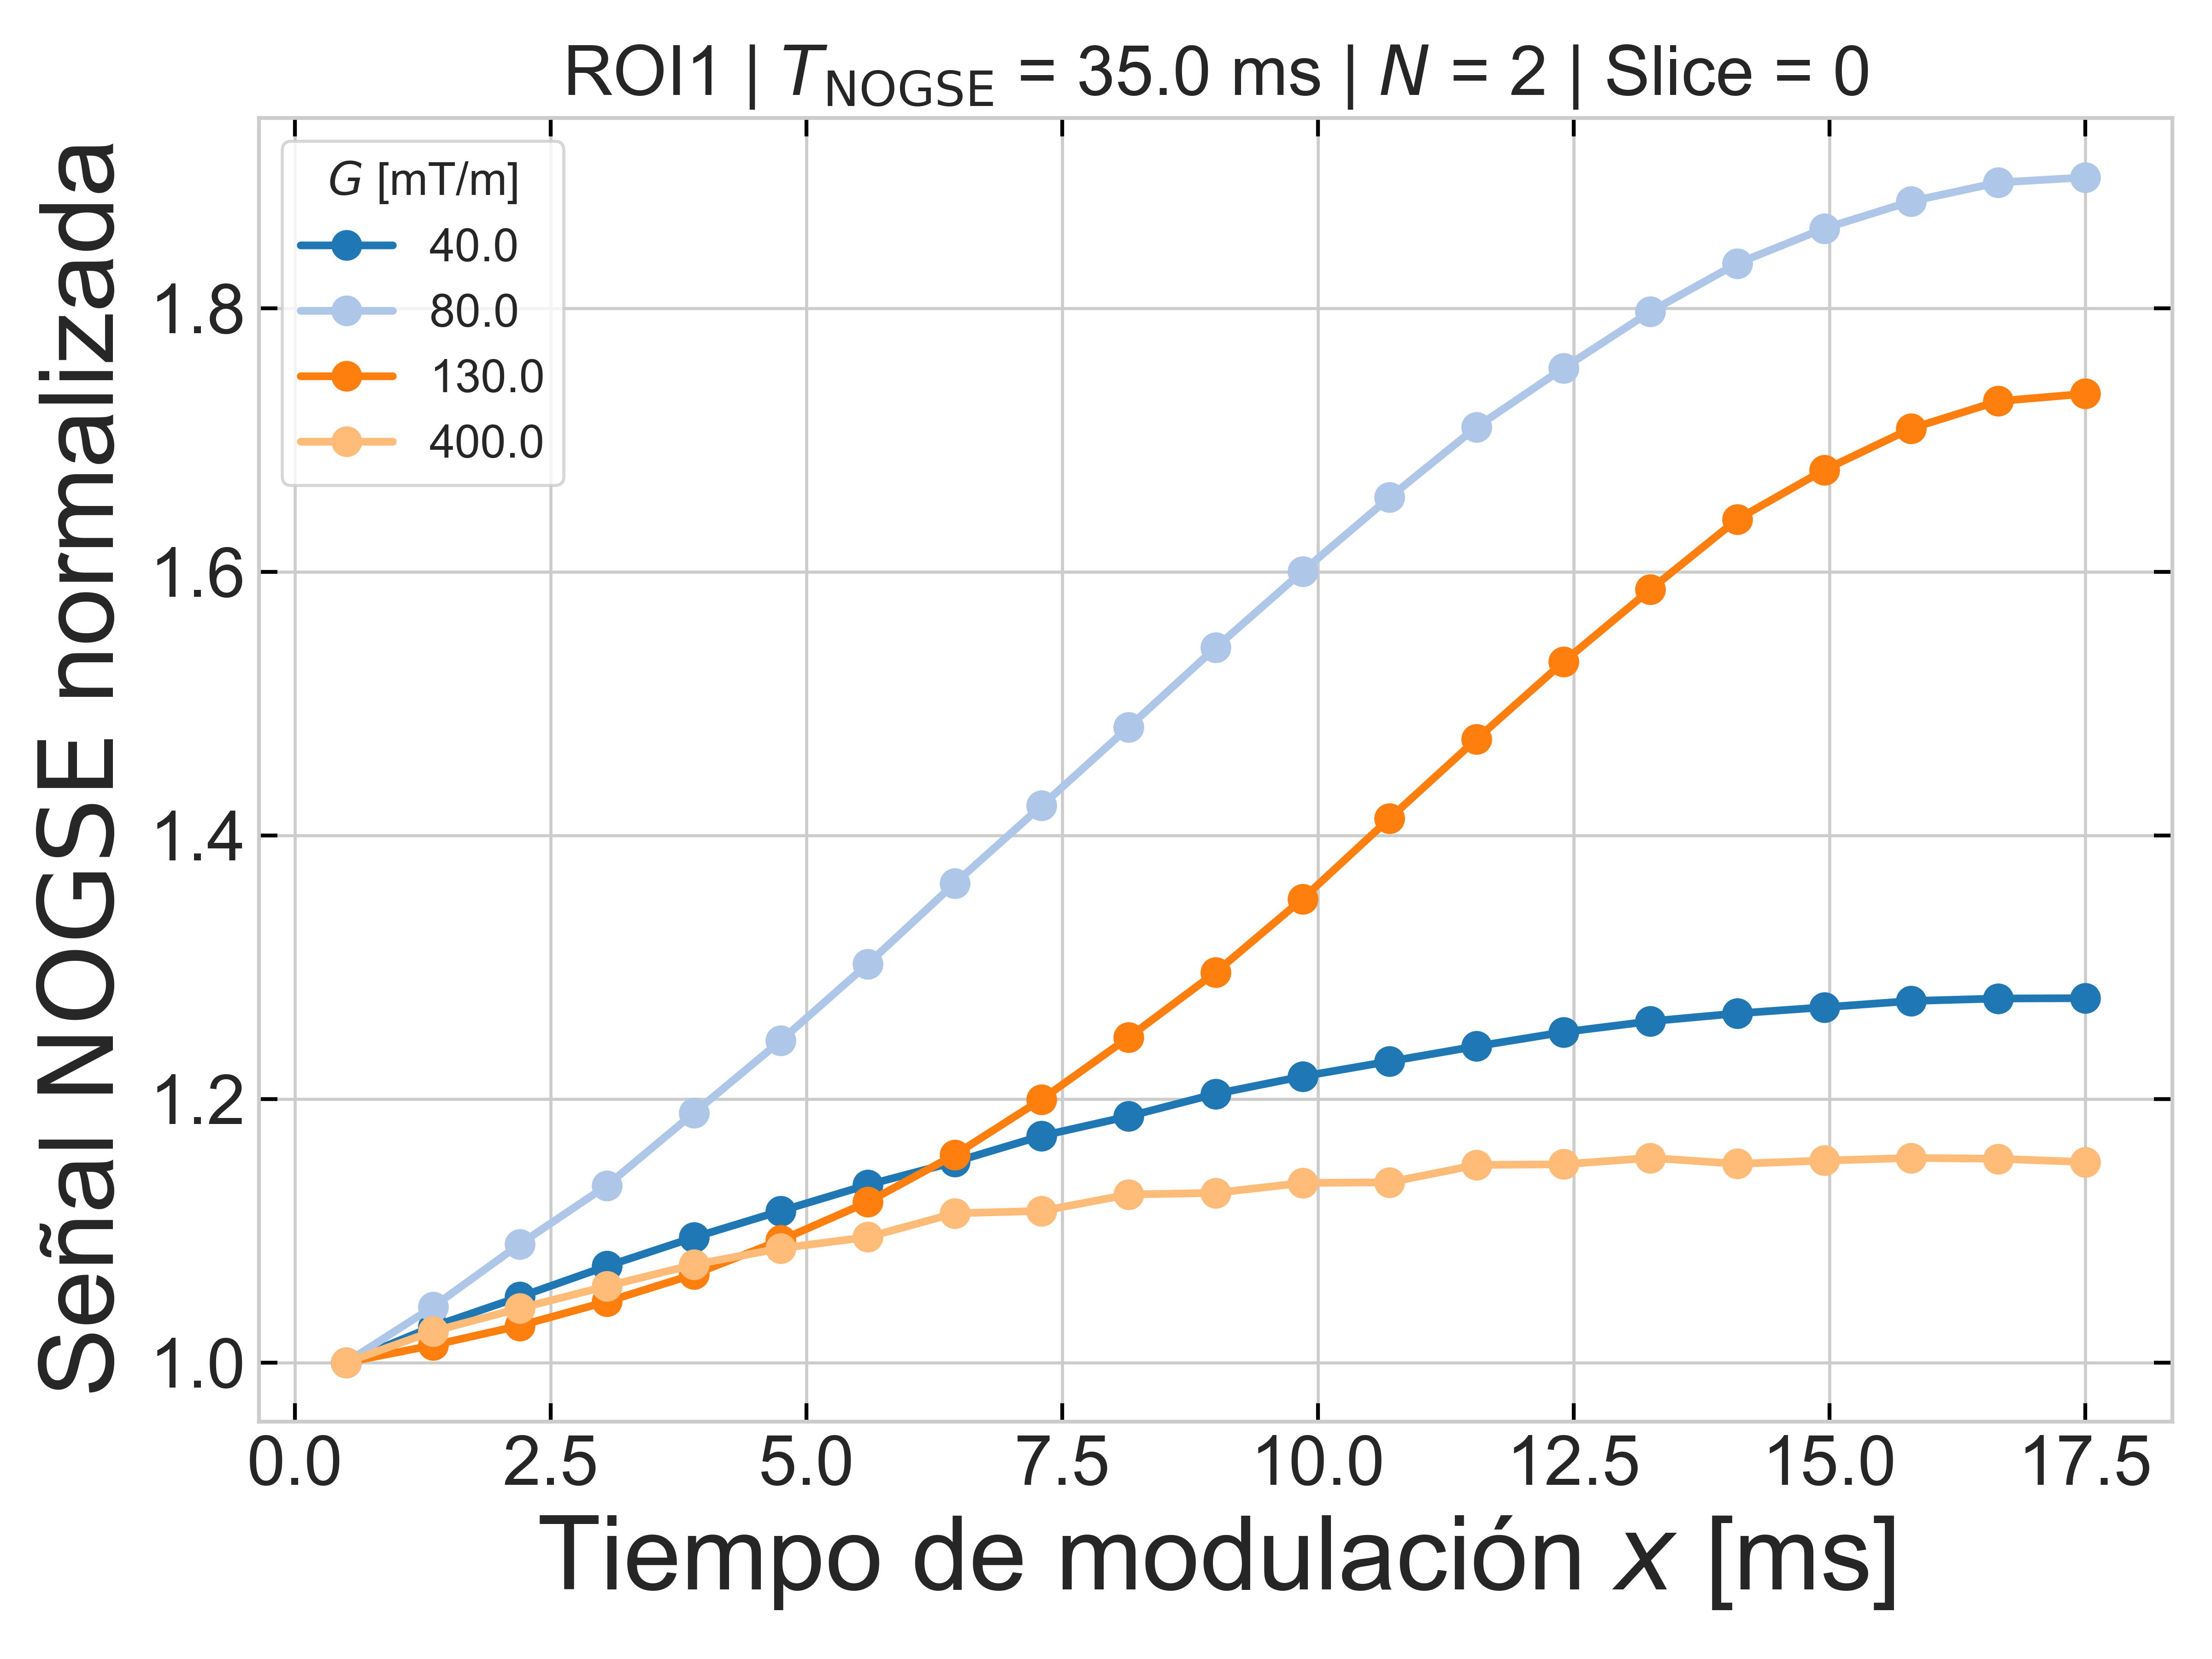 ROI1 | T_NOGSE = 35.0 ms | N = 2 | Slice = 0
Señal NOGSE normalizada
G [mT/m]
40.0
80.0
130.0
400.0
1.8
1.6
1.4
1.2
1.0
0.0 2.5 5.0 7.5 10.0 12.5 15.0 17.5
Tiempo de modulación x [ms]